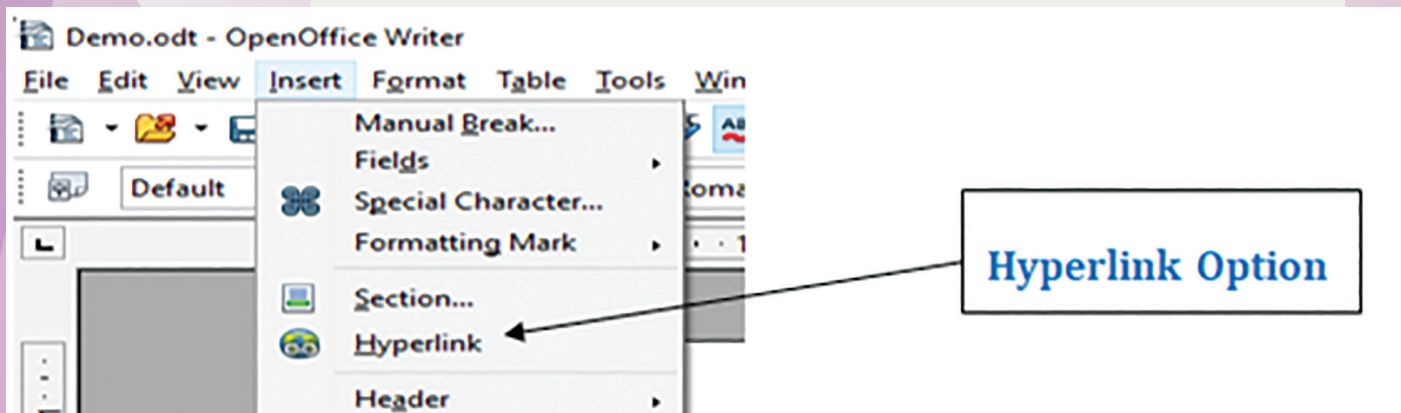 Demo.odt - OpenOffice Writer
File Edit View Insert Format Table Tools Win
Manual Break...
Fields
Default
Special Character...
Formatting Mark
Section...
Hyperlink
Header
Hyperlink Option